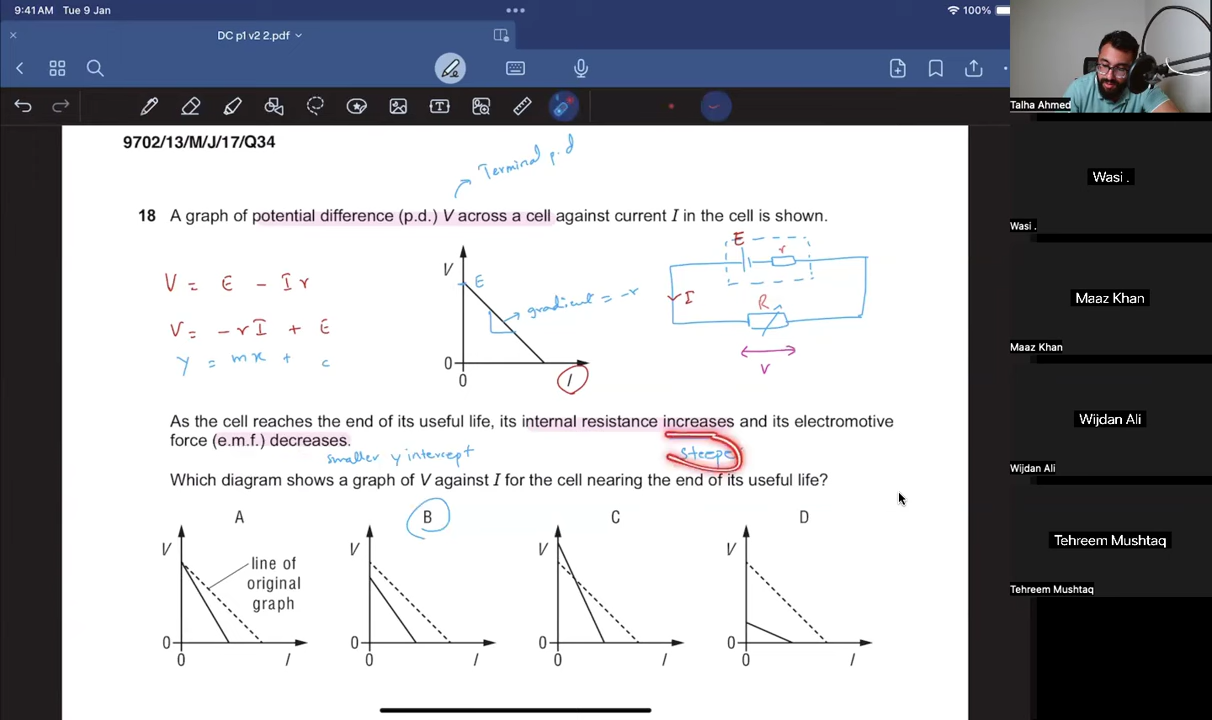 9:41 AM Tue 9 Jan
100%
DC p1 v2 2.pdf
Talha Ahmed
9702/13/M/J/17/Q34
Terminal p.d
18 A graph of potential difference (p.d.) V across a cell against current I in the cell is shown.
V = E - Ir
V = -rI + E
y = mx + c
V
E
gradient = -r
0
0
I
E
r
I
R
V
As the cell reaches the end of its useful life, its internal resistance increases and its electromotive
force (e.m.f.) decreases.
smaller y intercept
steeper
Which diagram shows a graph of V against I for the cell nearing the end of its useful life?
A
B
C
D
V
line of
original
graph
0
0
I
V
0
0
I
V
0
0
I
V
0
0
I
Wasi .
Wasi .
Maaz Khan
Maaz Khan
Wijdan Ali
Wijdan Ali
Tehreem Mushtaq
Tehreem Mushtaq